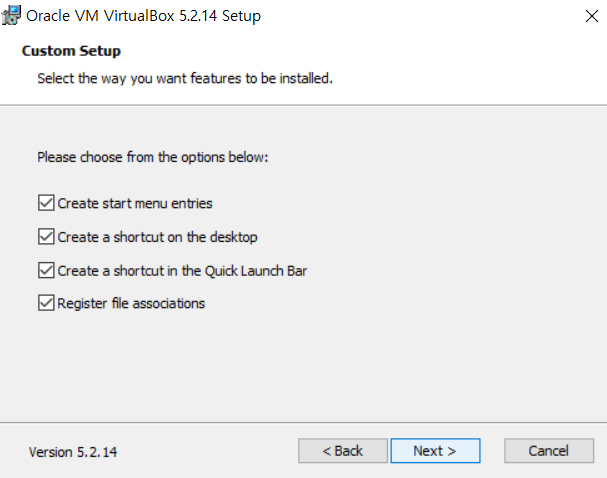 Oracle VM VirtualBox 5.2.14 Setup
Custom Setup
Select the way you want features to be installed.
Please choose from the options below:
Create start menu entries
Create a shortcut on the desktop
Create a shortcut in the Quick Launch Bar
Register file associations
Version 5.2.14
< Back
Next >
Cancel